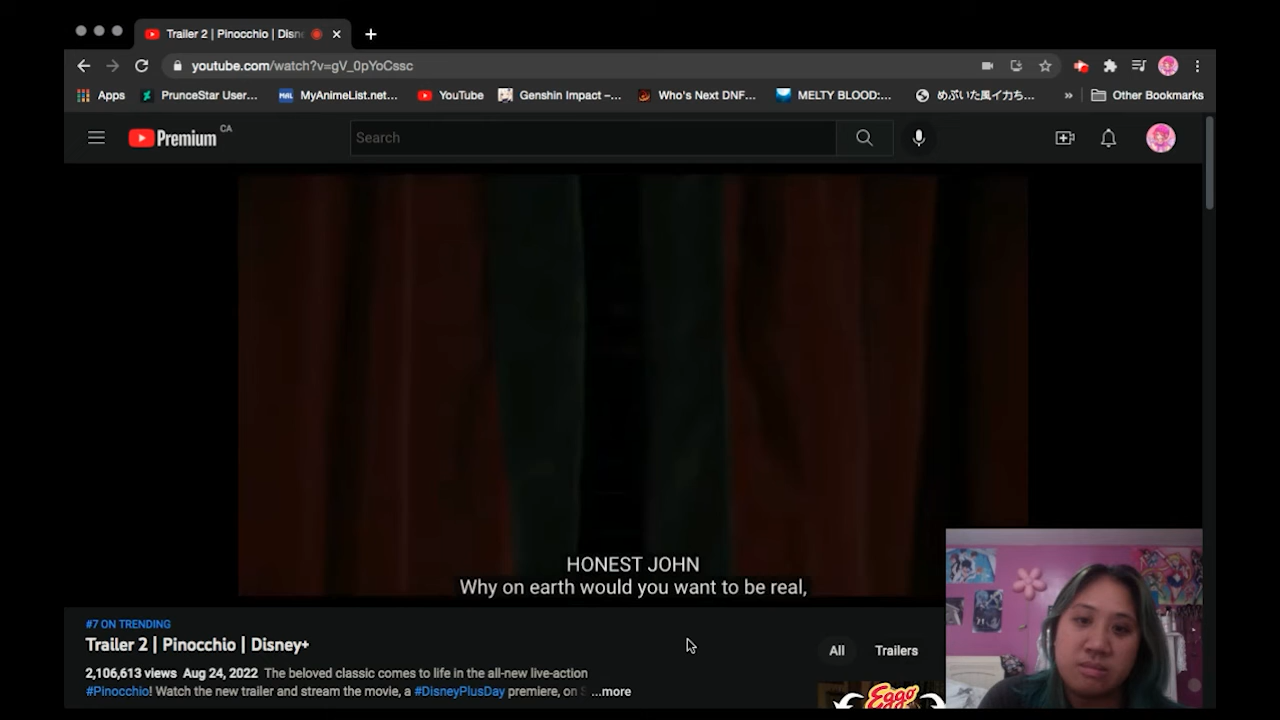 Trailer 2 | Pinocchio | Disn
youtube.com/watch?v=gV_0pYoCssc
Apps PrunceStar User... MAL MyAnimeList.net... YouTube Genshin Impact –... Who's Next DNF... MELTY BLOOD:... めぶいた風イカち... » Other Bookmarks
Premium CA Search
HONEST JOHN
Why on earth would you want to be real,
#7 ON TRENDING
Trailer 2 | Pinocchio | Disney+
All Trailers
2,106,613 views Aug 24, 2022 The beloved classic comes to life in the all-new live-action
#Pinocchio! Watch the new trailer and stream the movie, a #DisneyPlusDay premiere, on S ...more
Eggo